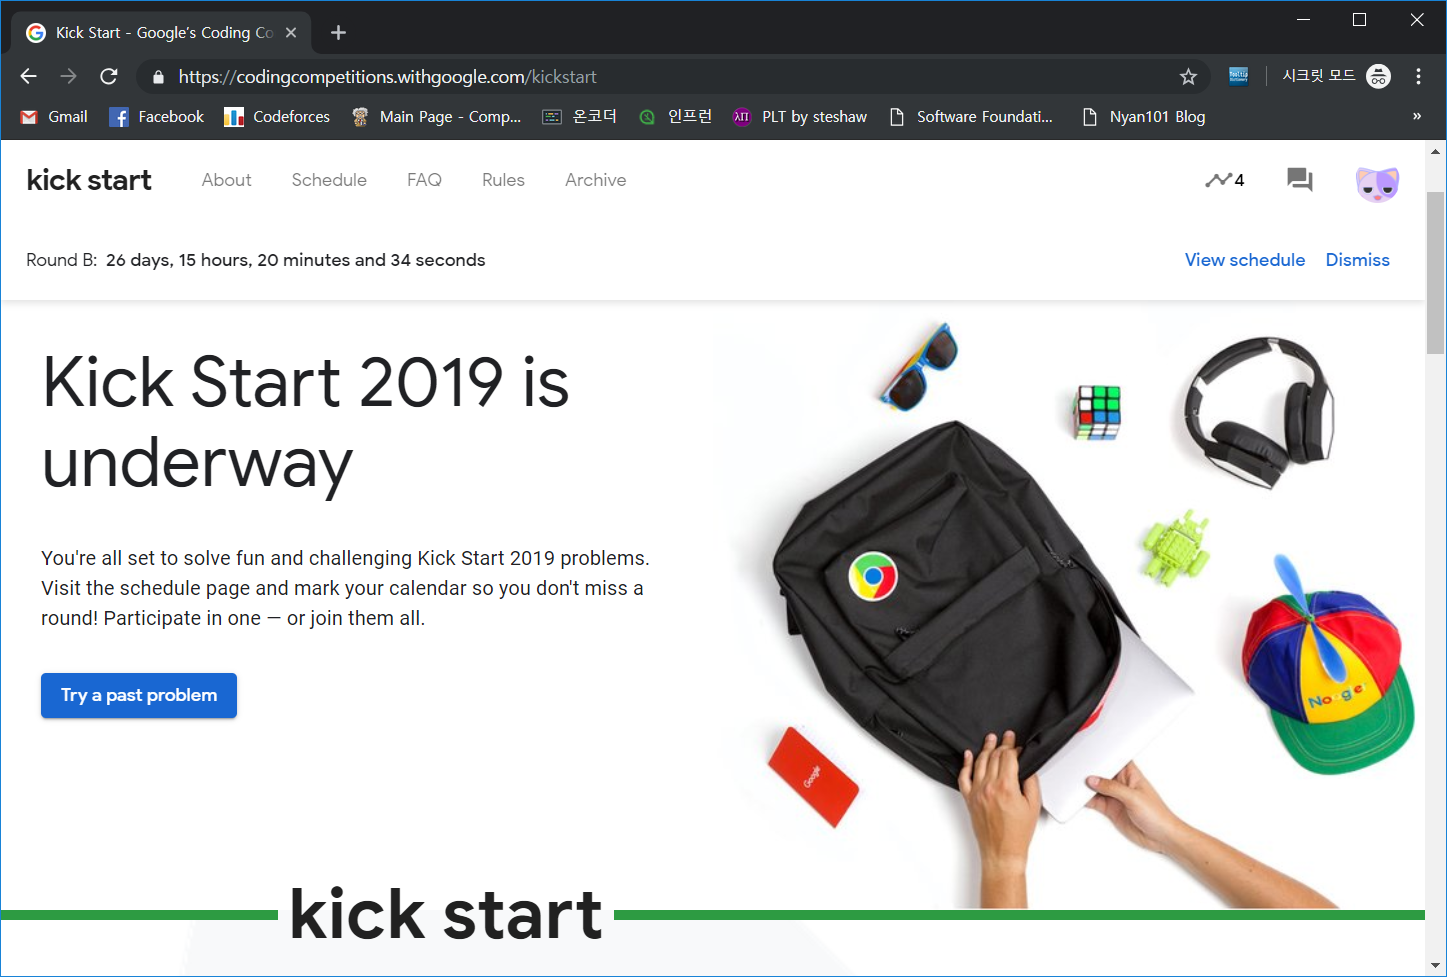 Kick Start - Google's Coding Co
https://codingcompetitions.withgoogle.com/kickstart
시크릿 모드
Gmail
Facebook
Codeforces
Main Page - Comp...
온코더
인프런
λΠ
PLT by steshaw
Software Foundati...
Nyan101 Blog
»
kick start
About
Schedule
FAQ
Rules
Archive
4
Round B: 26 days, 15 hours, 20 minutes and 34 seconds
View schedule
Dismiss
Kick Start 2019 is
underway
You're all set to solve fun and challenging Kick Start 2019 problems.
Visit the schedule page and mark your calendar so you don't miss a
round! Participate in one — or join them all.
Try a past problem
Noogler
Google
kick start